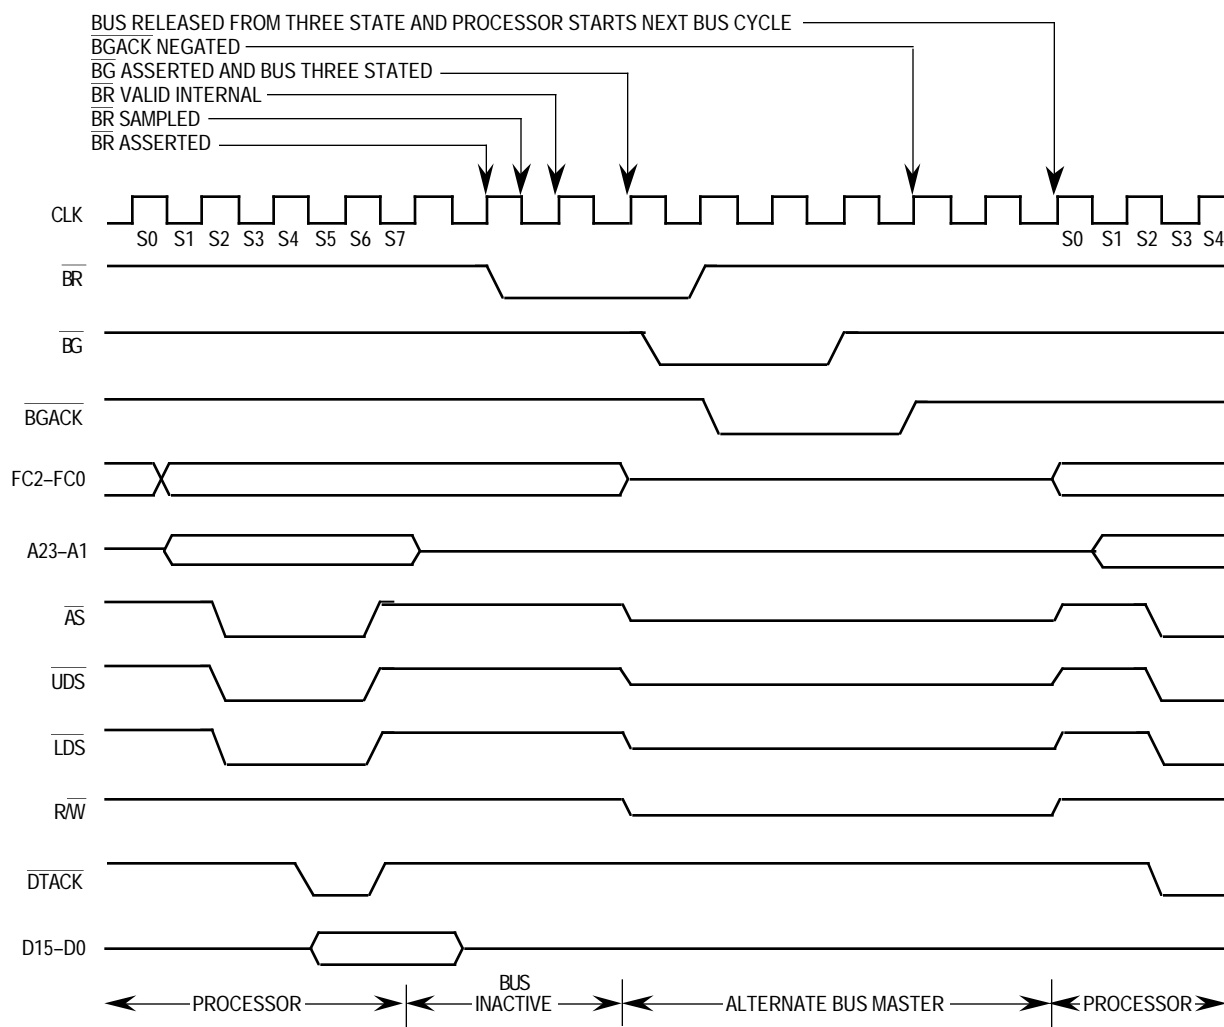 BUS RELEASED FROM THREE STATE AND PROCESSOR STARTS NEXT BUS CYCLE
BGACK NEGATED
BG ASSERTED AND BUS THREE STATED
BR VALID INTERNAL
BR SAMPLED
BR ASSERTED
CLK
S0 S1 S2 S3 S4 S5 S6 S7 S0 S1 S2 S3 S4
BR
BG
BGACK
FC2–FC0
A23–A1
AS
UDS
LDS
R/W
DTACK
D15–D0
PROCESSOR
BUS
INACTIVE
ALTERNATE BUS MASTER
PROCESSOR